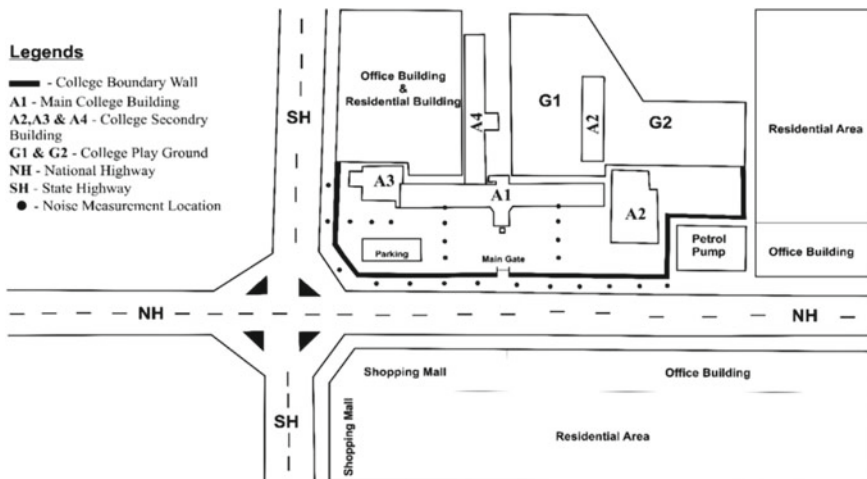 Legends
- College Boundary Wall
A1 - Main College Building
A2,A3 & A4 - College Secondry
Building
G1 & G2 - College Play Ground
NH - National Highway
SH - State Highway
- Noise Measurement Location
Office Building
&
Residential Building
SH
A4
G1
A2
G2
Residential Area
A3
A1
A2
Parking
Main Gate
Petrol
Pump
Office Building
NH
NH
SH
Shopping Mall
Office Building
Shopping Mall
Residential Area